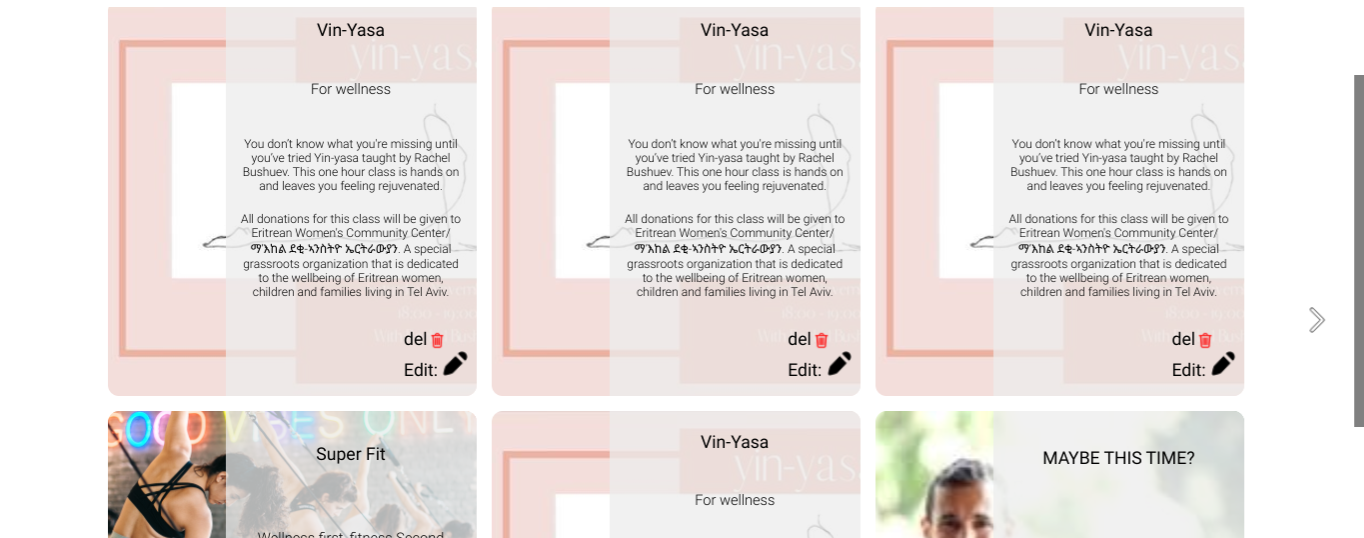 Vin-Yasa
yin-yasa
For wellness
You don't know what you're missing until
you've tried Yin-yasa taught by Rachel
Bushuev. This one hour class is hands on
and leaves you feeling rejuvenated.
All donations for this class will be given to
Eritrean Women's Community Center/
ማእከል ደቂ-ኣንስትዮ ኤርትራውያን. A special
grassroots organization that is dedicated
to the wellbeing of Eritrean women,
children and families living in Tel Aviv.
18:00 - 19:00
del
Edit:
Vin-Yasa
yin-yasa
For wellness
You don't know what you're missing until
you've tried Yin-yasa taught by Rachel
Bushuev. This one hour class is hands on
and leaves you feeling rejuvenated.
All donations for this class will be given to
Eritrean Women's Community Center/
ማእከል ደቂ-ኣንስትዮ ኤርትራውያን. A special
grassroots organization that is dedicated
to the wellbeing of Eritrean women,
children and families living in Tel Aviv.
18:00 - 19:00
del
Edit:
Vin-Yasa
yin-yasa
For wellness
You don't know what you're missing until
you've tried Yin-yasa taught by Rachel
Bushuev. This one hour class is hands on
and leaves you feeling rejuvenated.
All donations for this class will be given to
Eritrean Women's Community Center/
ማእከል ደቂ-ኣንስትዮ ኤርትራውያን. A special
grassroots organization that is dedicated
to the wellbeing of Eritrean women,
children and families living in Tel Aviv.
18:00 - 19:00
del
Edit:
GOOD VIBES ONLY
Super Fit
Wellness first, fitness Second
Vin-Yasa
yin-yasa
For wellness
MAYBE THIS TIME?